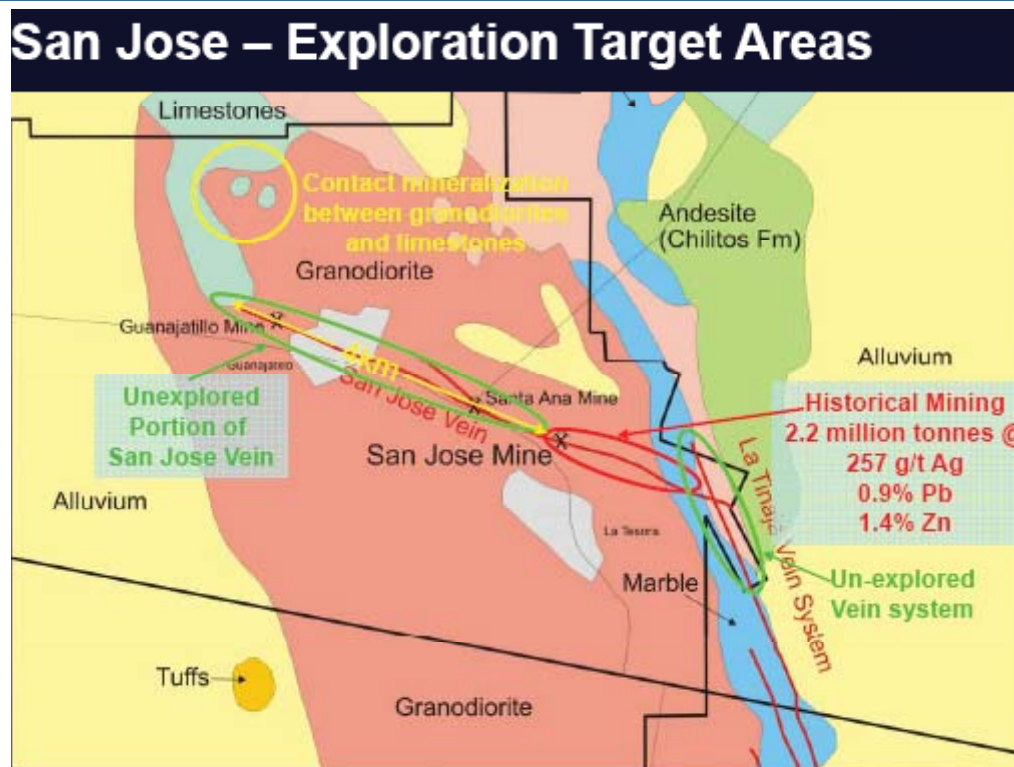 San Jose – Exploration Target Areas
Limestones
Contact mineralization
between granodiorites
and limestones
Andesite
(Chilitos Fm)
Granodiorite
Guanajatillo Mine
Guanajateo
4km
San Jose Vein
Santa Ana Mine
Alluvium
Unexplored
Portion of
San Jose Vein
San Jose Mine
Historical Mining
2.2 million tonnes @
257 g/t Ag
0.9% Pb
1.4% Zn
La Tinaja Vein System
Alluvium
La Tesora
Marble
Un-explored
Vein system
Tuffs
Granodiorite